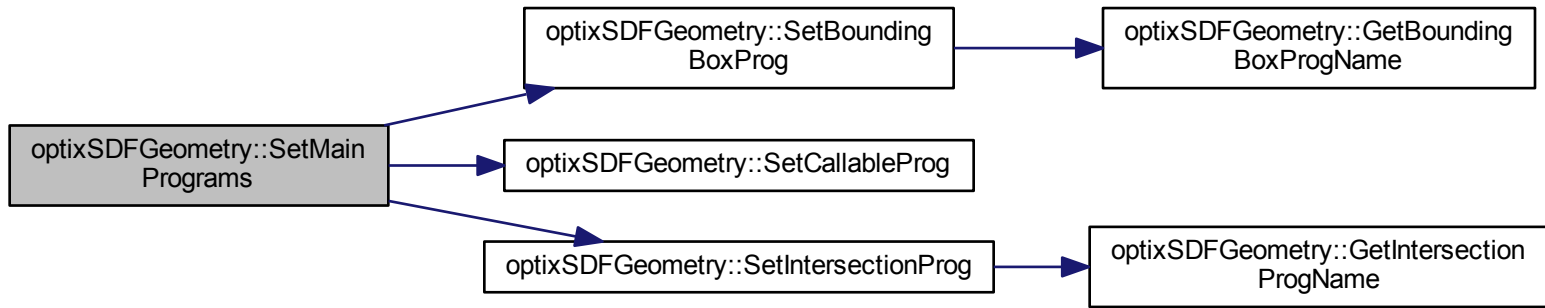 optixSDFGeometry::SetMain
Programs
optixSDFGeometry::SetBounding
BoxProg
optixSDFGeometry::GetBounding
BoxProgName
optixSDFGeometry::SetCallableProg
optixSDFGeometry::SetIntersectionProg
optixSDFGeometry::GetIntersection
ProgName